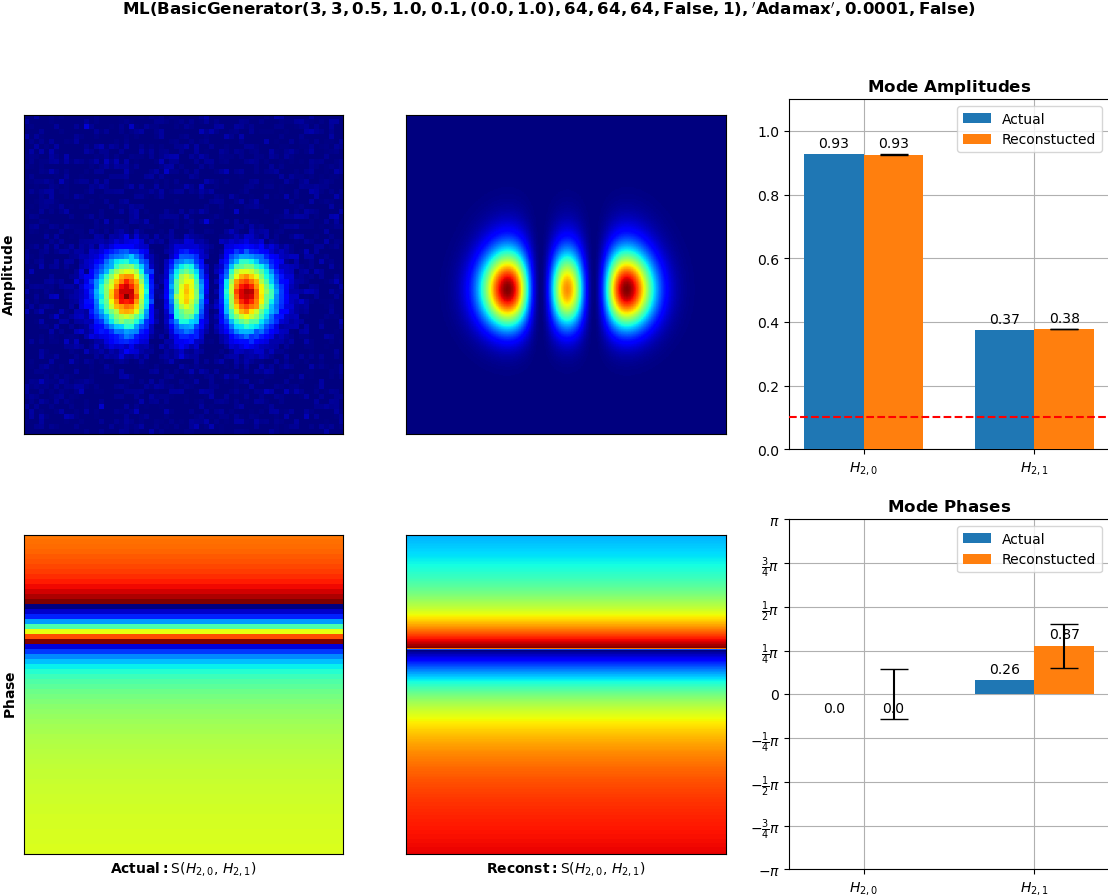 ML(BasicGenerator(3, 3, 0.5, 1.0, 0.1, (0.0, 1.0), 64, 64, 64, False, 1), ′Adamax′, 0.0001, False)
Amplitude
Mode Amplitudes
Actual
Reconstucted
1.0
0.8
0.6
0.4
0.2
0.0
0.93
0.93
0.37
0.38
H2, 0
H2, 1
Phase
Actual: S(H2, 0, H2, 1)
Reconst: S(H2, 0, H2, 1)
Mode Phases
Actual
Reconstucted
π
3/4π
1/2π
1/4π
0
−1/4π
−1/2π
−3/4π
−π
0.0
0.0
0.26
0.87
H2, 0
H2, 1